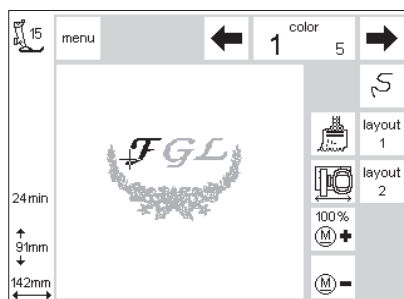 15
menu
color
1 5
FGL
layout
1
layout
2
24min
100%
M +
91mm
M -
142mm